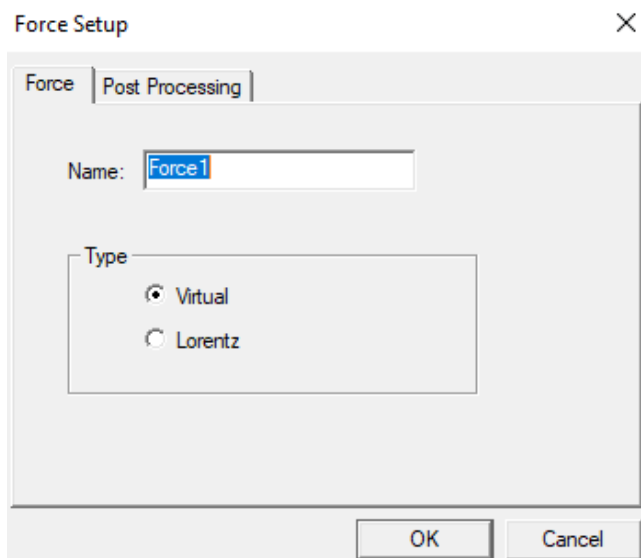 Force Setup
Force
Post Processing
Name:
Force1
Type
Virtual
Lorentz
OK
Cancel